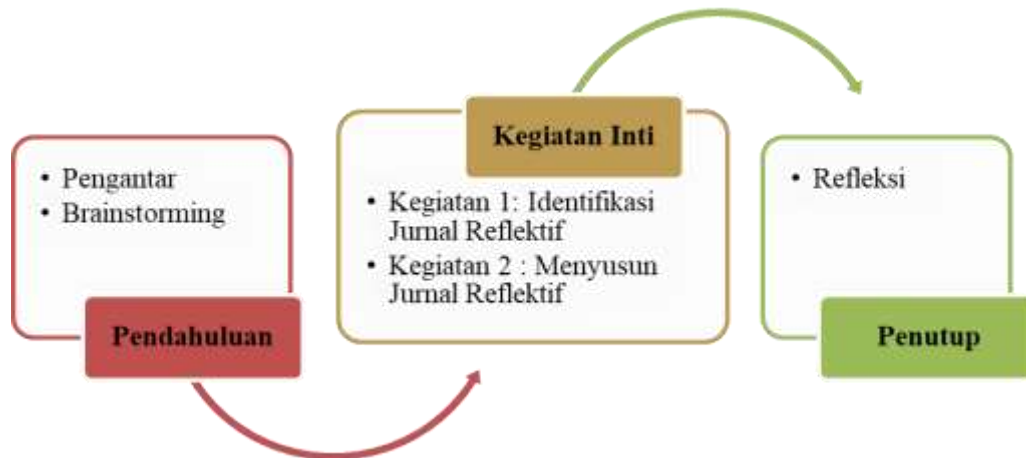 • Pengantar
• Brainstorming
Pendahuluan
Kegiatan Inti
• Kegiatan 1: Identifikasi
Jurnal Reflektif
• Kegiatan 2 : Menyusun
Jurnal Reflektif
• Refleksi
Penutup